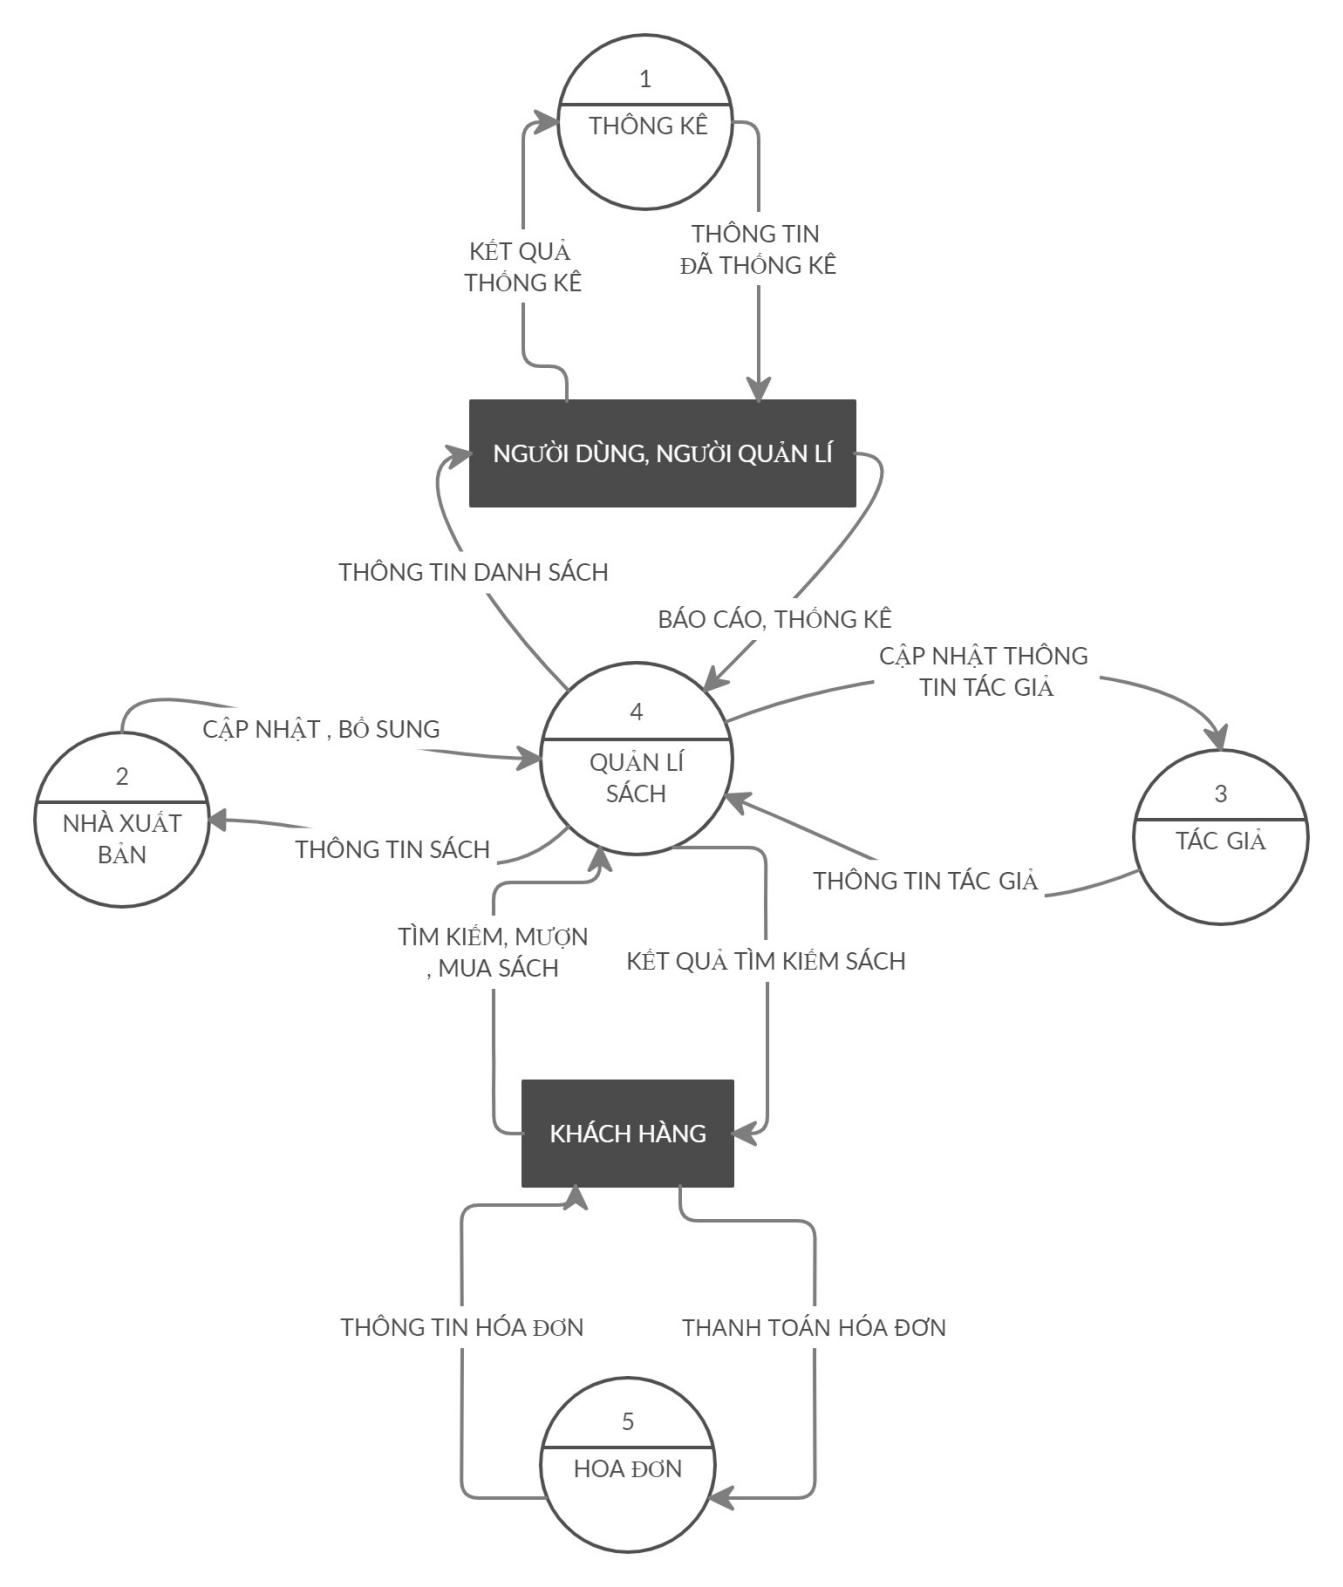 1
THÔNG KÊ
KẾT QUẢ
THỐNG KÊ
THÔNG TIN
ĐÃ THỐNG KÊ
NGƯỜI DÙNG, NGƯỜI QUẢN LÍ
THÔNG TIN DANH SÁCH
BÁO CÁO, THỐNG KÊ
CẬP NHẬT THÔNG
TIN TÁC GIẢ
CẬP NHẬT , BỔ SUNG
4
QUẢN LÍ
SÁCH
2
NHÀ XUẤT
BẢN
3
TÁC GIẢ
THÔNG TIN SÁCH
THÔNG TIN TÁC GIẢ
TÌM KIẾM, MƯỢN
, MUA SÁCH
KẾT QUẢ TÌM KIẾM SÁCH
KHÁCH HÀNG
THÔNG TIN HÓA ĐƠN
THANH TOÁN HÓA ĐƠN
5
HOA ĐƠN